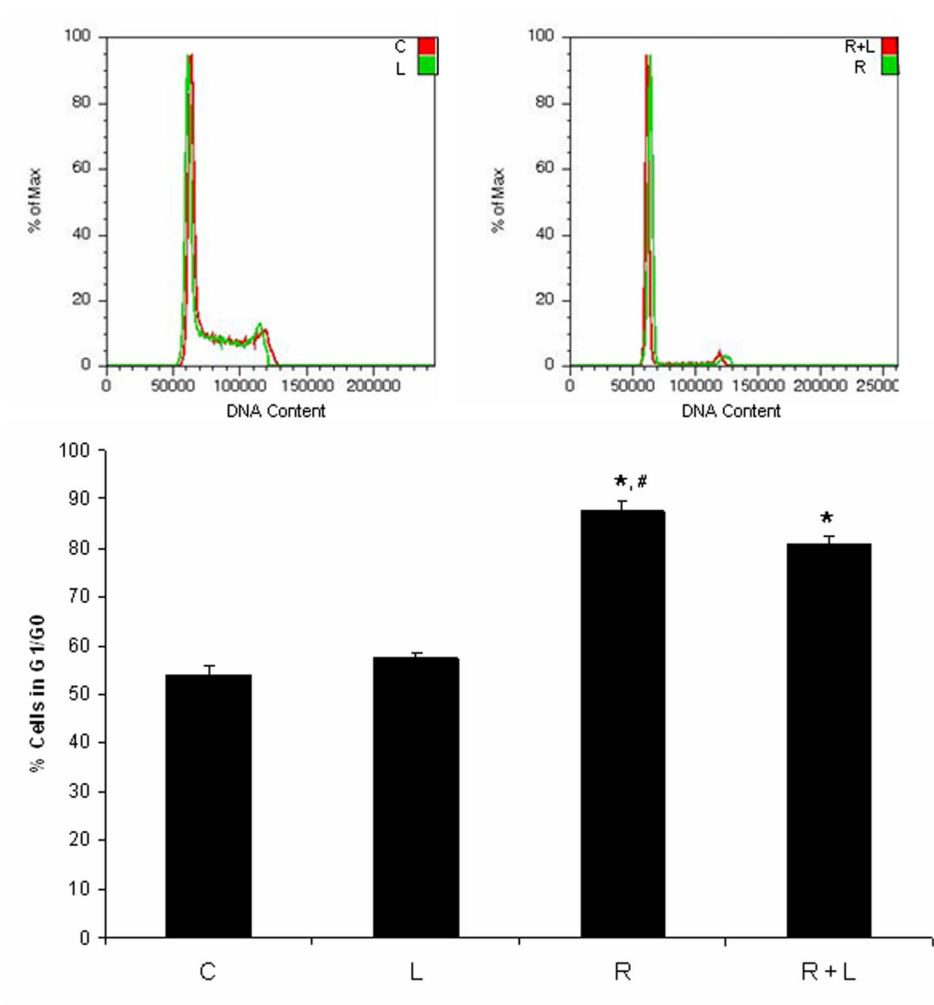 100
80
60
40
20
0
% of Max
C
L
0 50000 100000 150000 200000
DNA Content
100
80
60
40
20
0
% of Max
R+L
R
0 50000 100000 150000 200000 25000
DNA Content
100
90
80
70
60
50
40
30
20
10
0
% Cells in G1/G0
*, #
*
C L R R + L